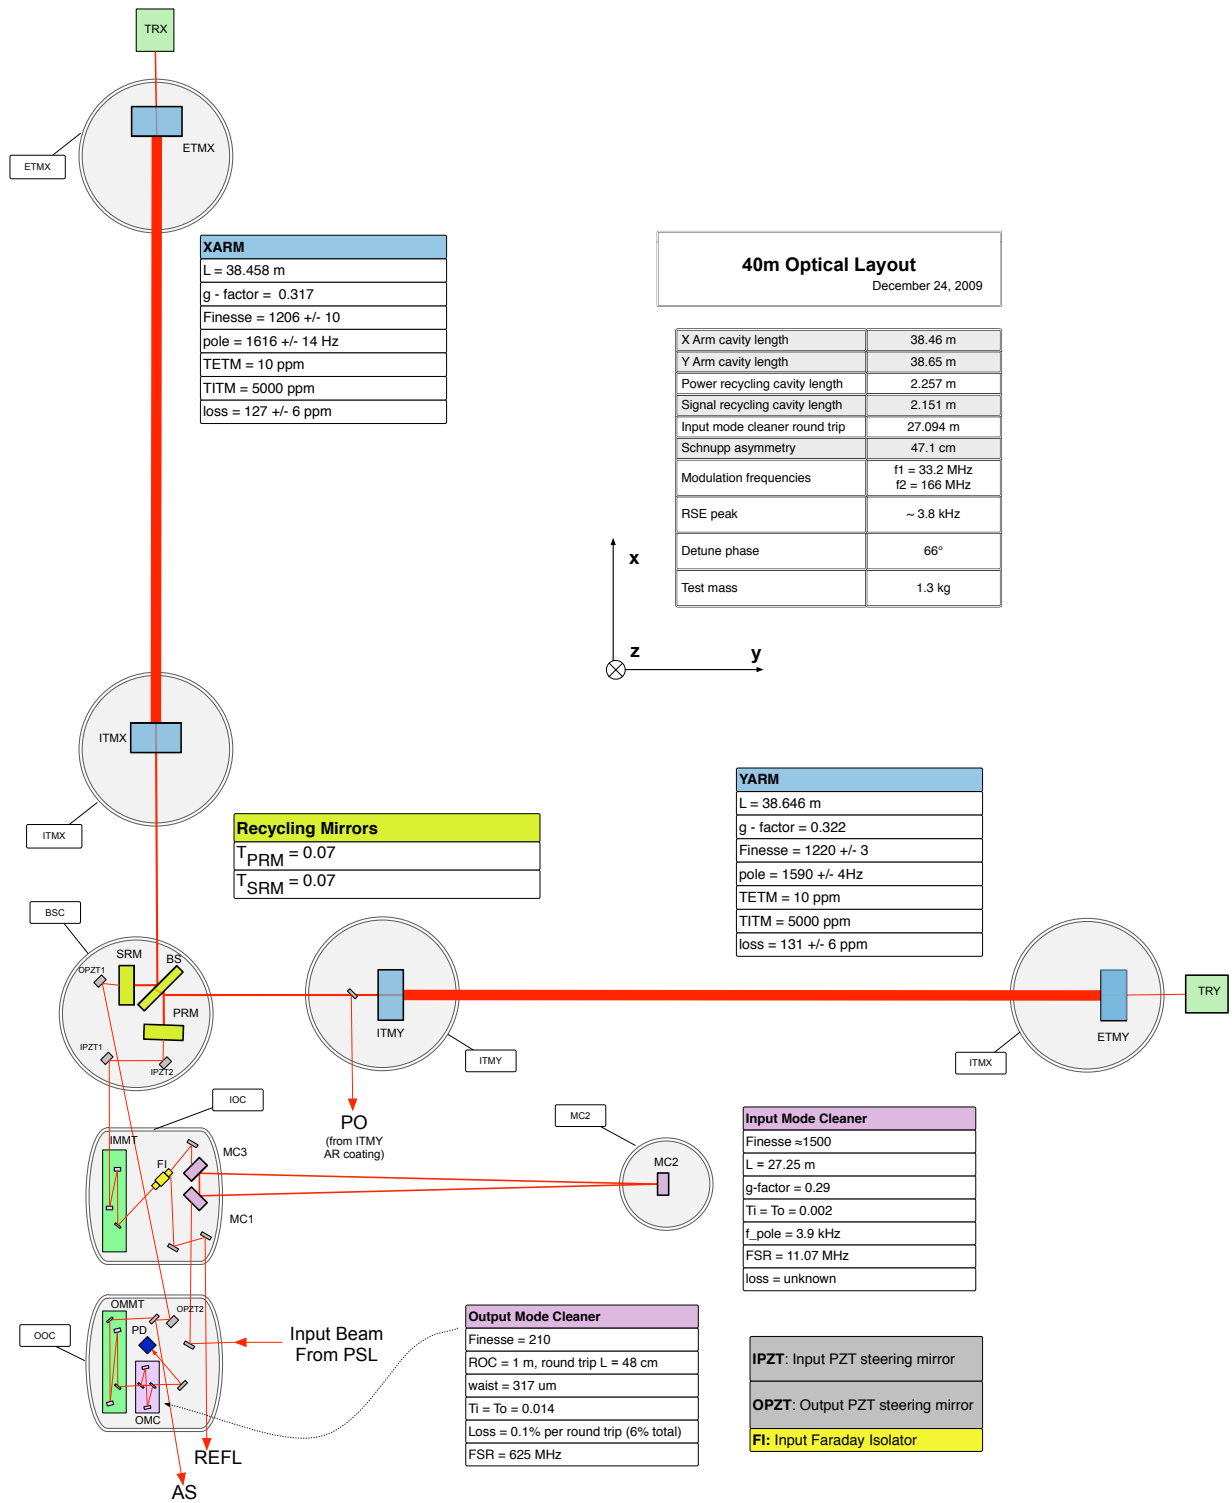 TRX
ETMX
ETMX
XARM
L = 38.458 m
g - factor =  0.317
Finesse = 1206 +/- 10
pole = 1616 +/- 14 Hz
TETM = 10 ppm
TITM = 5000 ppm
loss = 127 +/- 6 ppm
40m Optical Layout
December 24, 2009
X Arm cavity length 38.46 m
Y Arm cavity length 38.65 m
Power recycling cavity length 2.257 m
Signal recycling cavity length 2.151 m
Input mode cleaner round trip 27.094 m
Schnupp asymmetry 47.1 cm
Modulation frequencies f1 = 33.2 MHz
f2 = 166 MHz
RSE peak ~ 3.8 kHz
Detune phase 66°
Test mass 1.3 kg
x
z
y
ITMX
ITMX
Recycling Mirrors
TPRM = 0.07
TSRM = 0.07
YARM
L = 38.646 m
g - factor = 0.322
Finesse = 1220 +/- 3
pole = 1590 +/- 4Hz
TETM = 10 ppm
TITM = 5000 ppm
loss = 131 +/- 6 ppm
BSC
SRM
BS
OPZT1
PRM
IPZT1
IPZT2
ITMY
ITMY
ETMY
ITMX
TRY
PO
(from ITMY
AR coating)
IOC
IMMT
FI
MC3
MC1
MC2
MC2
Input Mode Cleaner
Finesse ≈1500
L = 27.25 m
g-factor = 0.29
Ti = To = 0.002
f_pole = 3.9 kHz
FSR = 11.07 MHz
loss = unknown
OOC
OMMT
OPZT2
PD
OMC
Input Beam
From PSL
REFL
AS
Output Mode Cleaner
Finesse = 210
ROC = 1 m, round trip L = 48 cm
waist = 317 um
Ti = To = 0.014
Loss = 0.1% per round trip (6% total)
FSR = 625 MHz
IPZT: Input PZT steering mirror
OPZT: Output PZT steering mirror
FI: Input Faraday Isolator